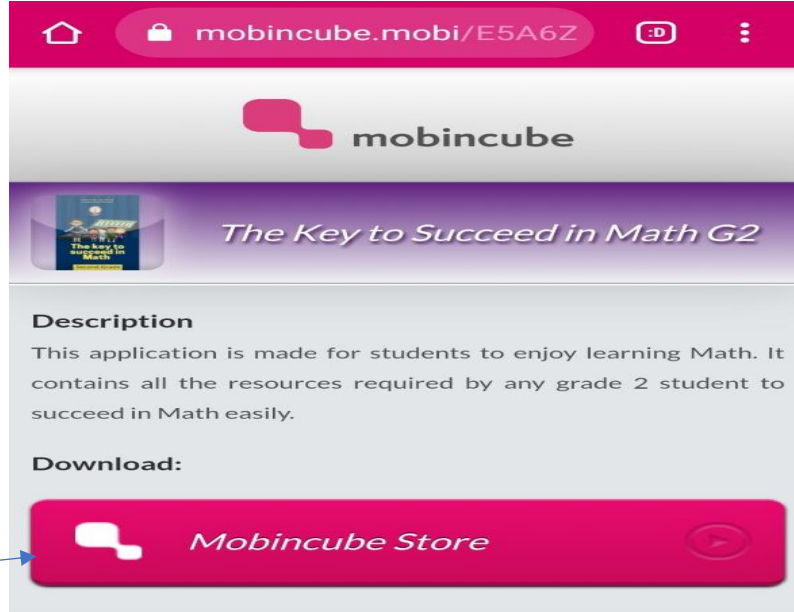 mobincube.mobi/E5A6Z
:D
mobincube
The key to
succeed in
Math
Second Grade
The Key to Succeed in Math G2
Description
This application is made for students to enjoy learning Math. It
contains all the resources required by any grade 2 student to
succeed in Math easily.
Download:
Mobincube Store